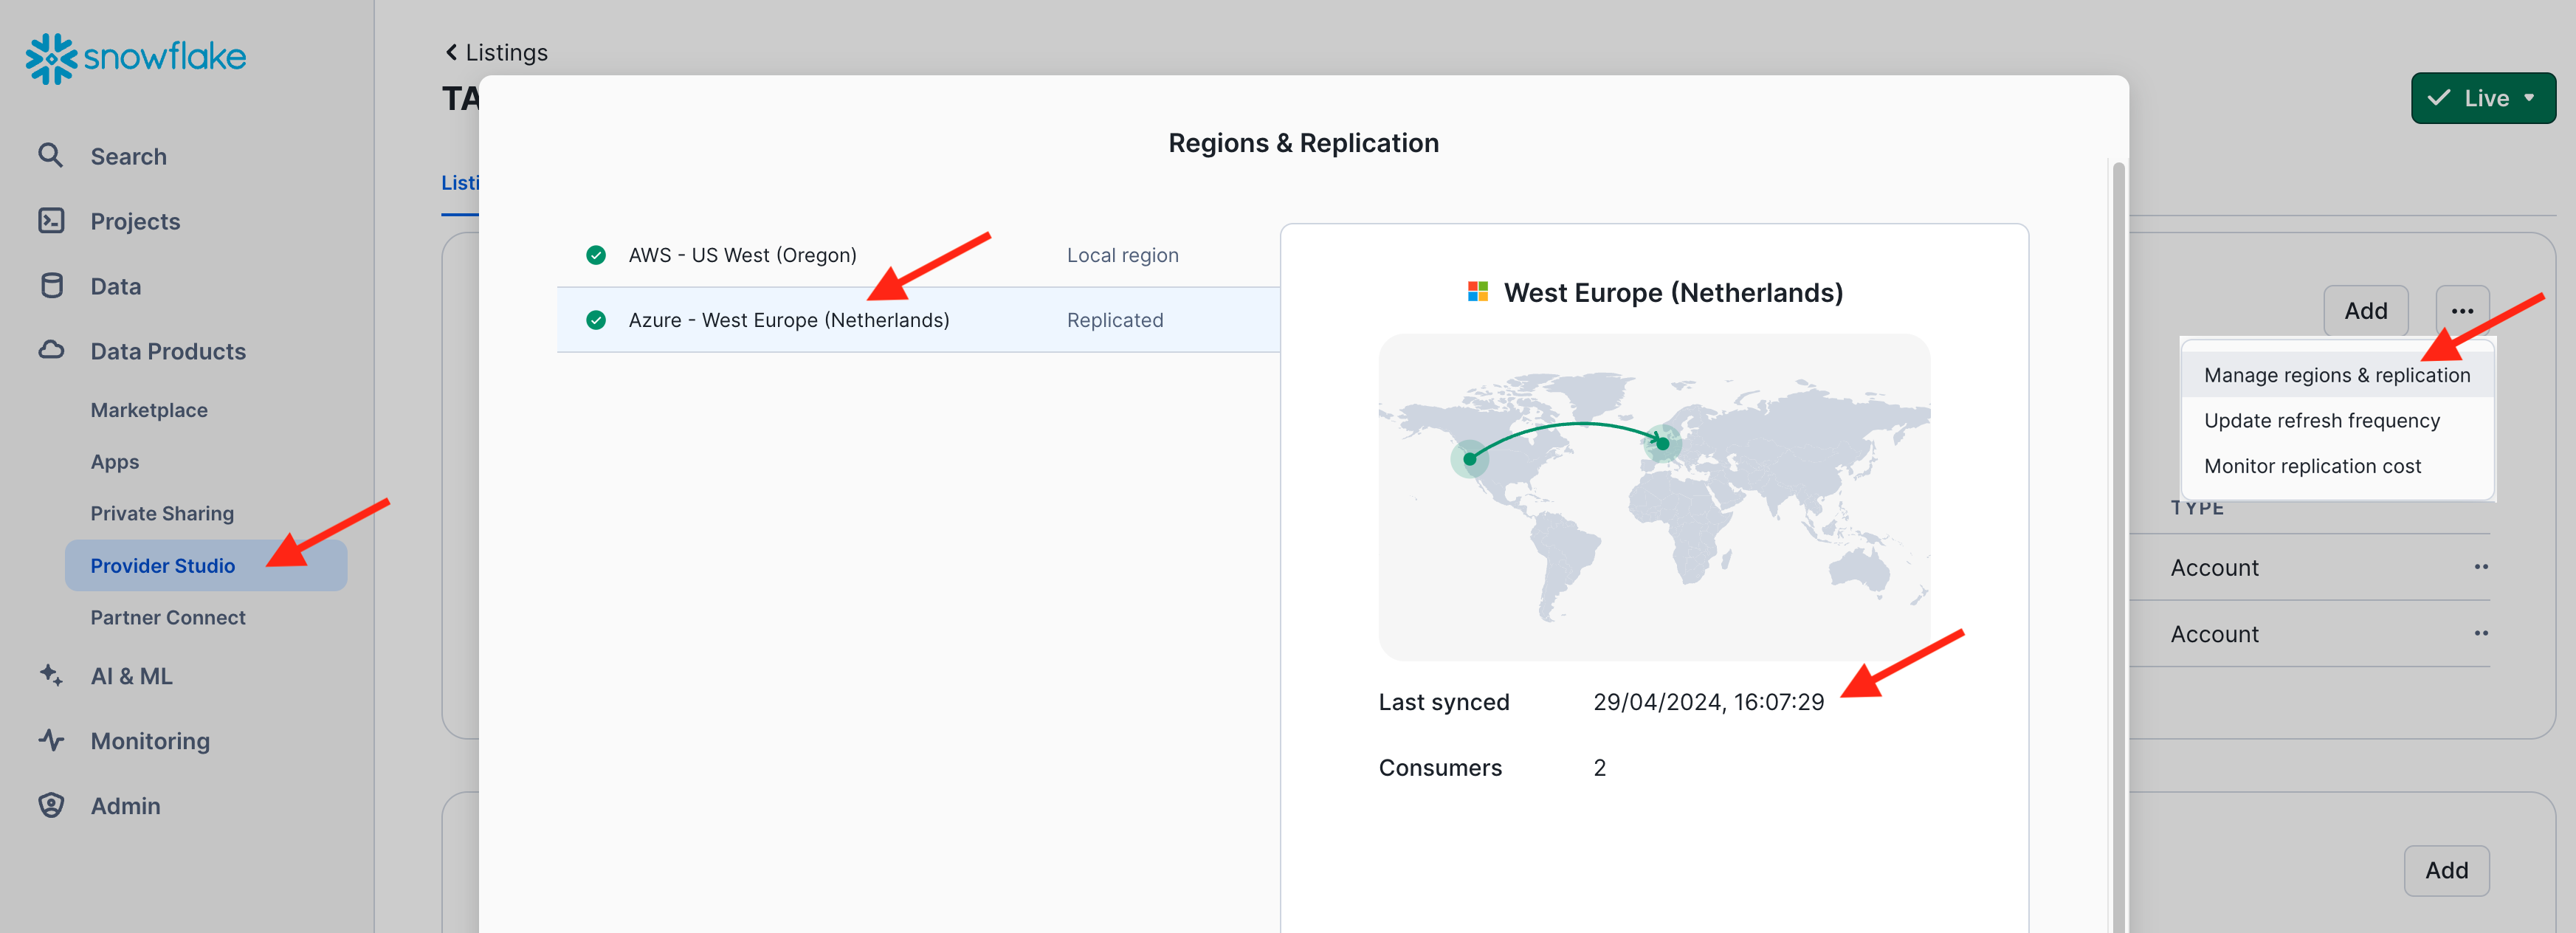 snowflake
Search
Projects
Data
Data Products
Marketplace
Apps
Private Sharing
Provider Studio
Partner Connect
AI & ML
Monitoring
Admin
Listings
TA
Listi
Live
Regions & Replication
AWS - US West (Oregon) Local region
Azure - West Europe (Netherlands) Replicated
West Europe (Netherlands)
Last synced 29/04/2024, 16:07:29
Consumers 2
Add
Manage regions & replication
Update refresh frequency
Monitor replication cost
TYPE
Account
Account
Add